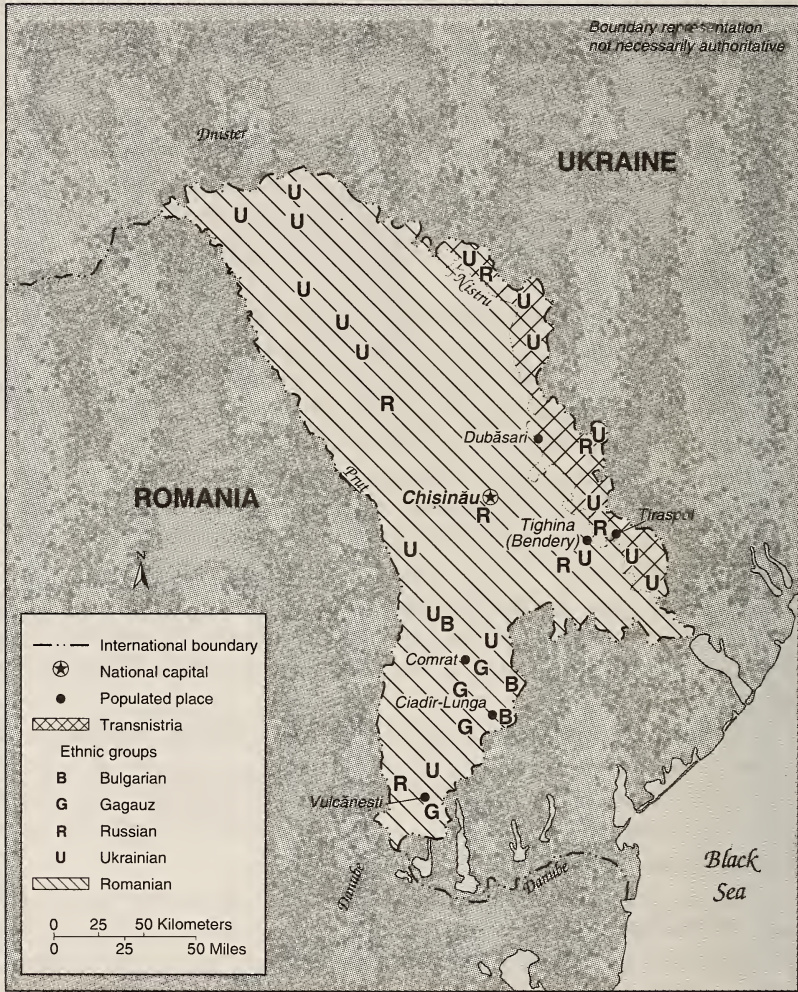 Boundary representation
not necessarily authoritative
Dnister
UKRAINE
U
U
U
U
R
Nistru
U
U
U
U
U
R
Dubăsari
U
R
ROMANIA
Prut
Chisinău
R
U
Tighina
(Bendery)
R
Tiraspol
U
R
U
U
U
U
B
U
Comrat
G
B
G
Ciadîr-Lunga
B
G
U
R
Vulcănești
G
Danube
Danube
Black
Sea
N
International boundary
National capital
Populated place
Transnistria
Ethnic groups
B Bulgarian
G Gagauz
R Russian
U Ukrainian
Romanian
0 25 50 Kilometers
0 25 50 Miles